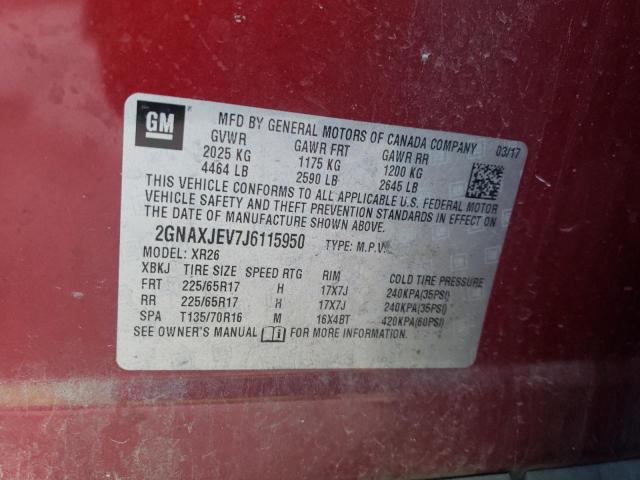 GM
MFD BY GENERAL MOTORS OF CANADA COMPANY 03/17
GVWR GAWR FRT GAWR RR
2025 KG 1175 KG 1200 KG
4464 LB 2590 LB 2645 LB
THIS VEHICLE CONFORMS TO ALL APPLICABLE U.S. FEDERAL MOTOR
VEHICLE SAFETY AND THEFT PREVENTION STANDARDS IN EFFECT ON
THE DATE OF MANUFACTURE SHOWN ABOVE.
2GNAXJEV7J6115950 TYPE: M.P.V.
MODEL: XR26
XBKJ TIRE SIZE SPEED RTG RIM COLD TIRE PRESSURE
FRT 225/65R17 H 17X7J 240KPA(35PSI)
RR 225/65R17 H 17X7J 240KPA(35PSI)
SPA T135/70R16 M 16X4BT 420KPA(60PSI)
SEE OWNER'S MANUAL FOR MORE INFORMATION.